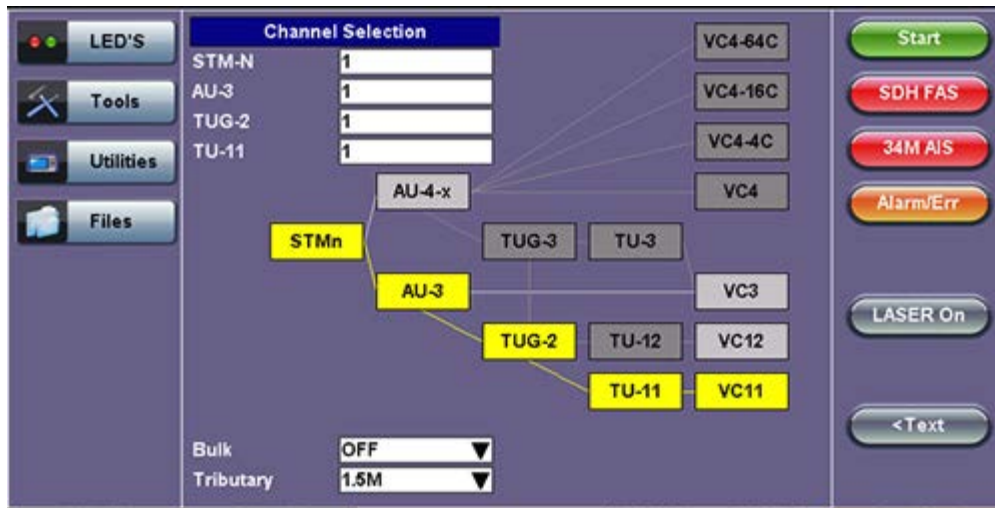 LED'S
Tools
Utilities
Files
Channel Selection
STM-N 1
AU-3 1
TUG-2 1
TU-11 1
VC4-64C
VC4-16C
VC4-4C
AU-4-x VC4
STMn TUG-3 TU-3
AU-3 VC3
TUG-2 TU-12 VC12
TU-11 VC11
Bulk OFF
Tributary 1.5M
Start
SDH FAS
34M AIS
Alarm/Err
LASER On
<Text